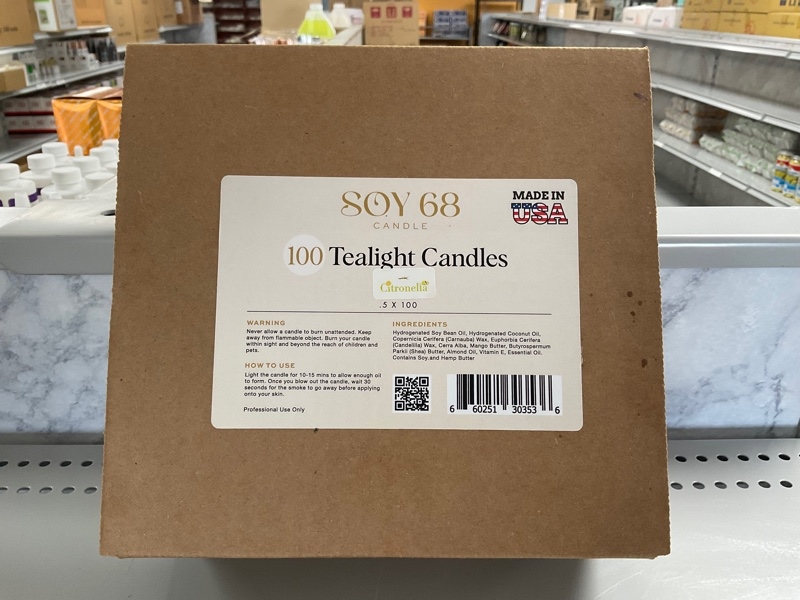 SOY 68
CANDLE
MADE IN
USA
100 Tealight Candles
Citronella
.5 X 100
WARNING
Never allow a candle to burn unattended. Keep
away from flammable object. Burn your candle
within sight and beyond the reach of children and
pets.
HOW TO USE
Light the candle for 10-15 mins to allow enough oil
to form. Once you blow out the candle, wait 30
seconds for the smoke to go away before applying
onto your skin.
Professional Use Only
INGREDIENTS
Hydrogenated Soy Bean Oil, Hydrogenated Coconut Oil,
Copernicia Cerifera (Carnauba) Wax, Euphorbia Cerifera
(Candelilla) Wax, Cerra Alba, Mango Butter, Butyrospermum
Parkii (Shea) Butter, Almond Oil, Vitamin E, Essential Oil,
Contains Soy,and Hemp Butter
6 60251 30353 6